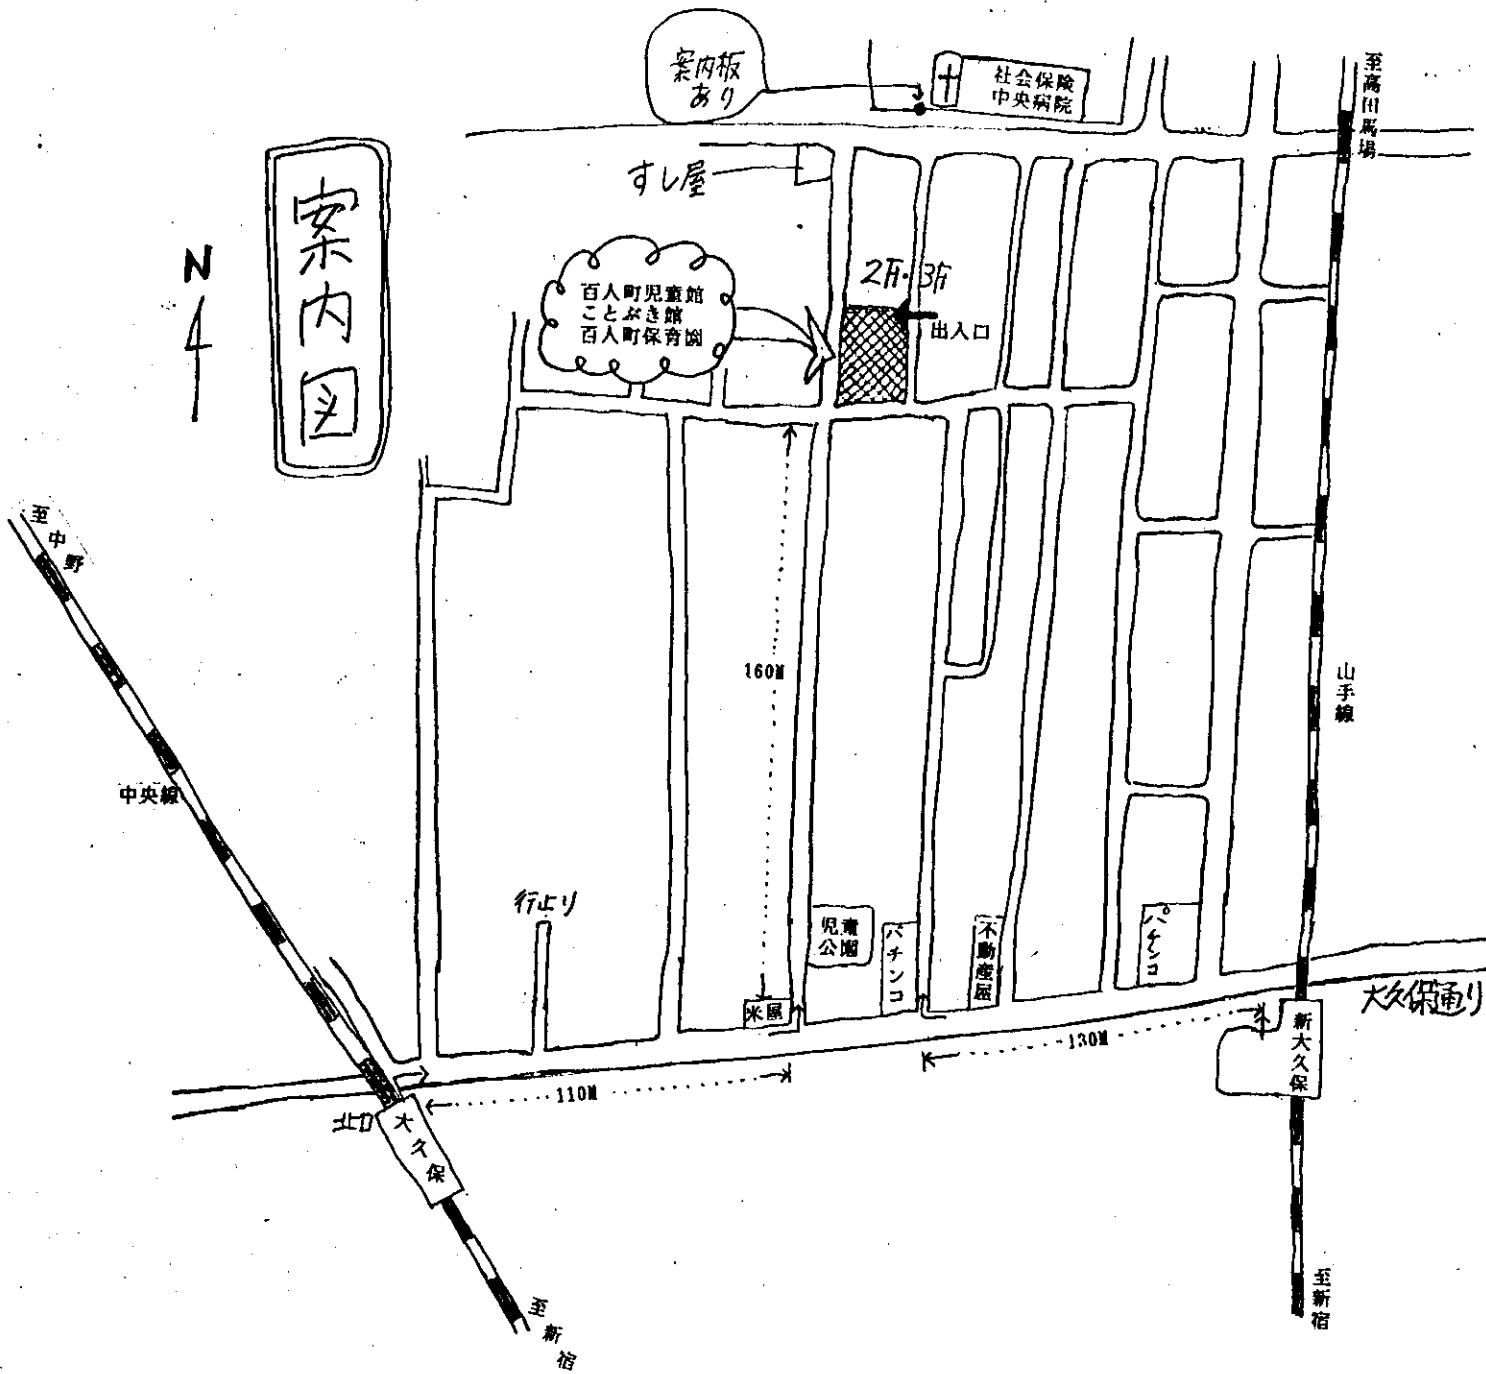 案内板
あり
社会保険
中央病院
至高田馬場
すし屋
案内図
N
2F・3F
百人町児童館
ことぶき館
百人町保育園
出入口
至中野
160M
山手線
中央線
行止り
児童
公園
パチンコ
不動産屋
パチンコ
米屋
大久保通り
新大久保
130M
110M
北口
大久保
至新宿
至新宿